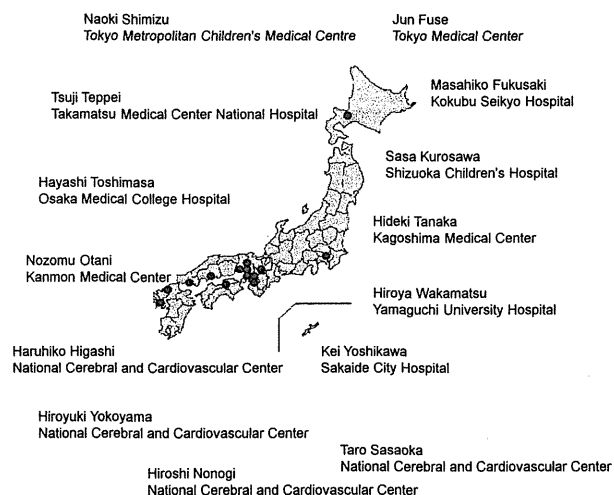 Naoki Shimizu
Tokyo Metropolitan Children's Medical Centre
Jun Fuse
Tokyo Medical Center
Masahiko Fukusaki
Kokubu Seikyo Hospital
Tsuji Teppei
Takamatsu Medical Center National Hospital
Sasa Kurosawa
Shizuoka Children's Hospital
Hayashi Toshimasa
Osaka Medical College Hospital
Hideki Tanaka
Kagoshima Medical Center
Nozomu Otani
Kanmon Medical Center
Hiroya Wakamatsu
Yamaguchi University Hospital
Haruhiko Higashi
National Cerebral and Cardiovascular Center
Kei Yoshikawa
Sakaide City Hospital
Hiroyuki Yokoyama
National Cerebral and Cardiovascular Center
Taro Sasaoka
National Cerebral and Cardiovascular Center
Hiroshi Nonogi
National Cerebral and Cardiovascular Center